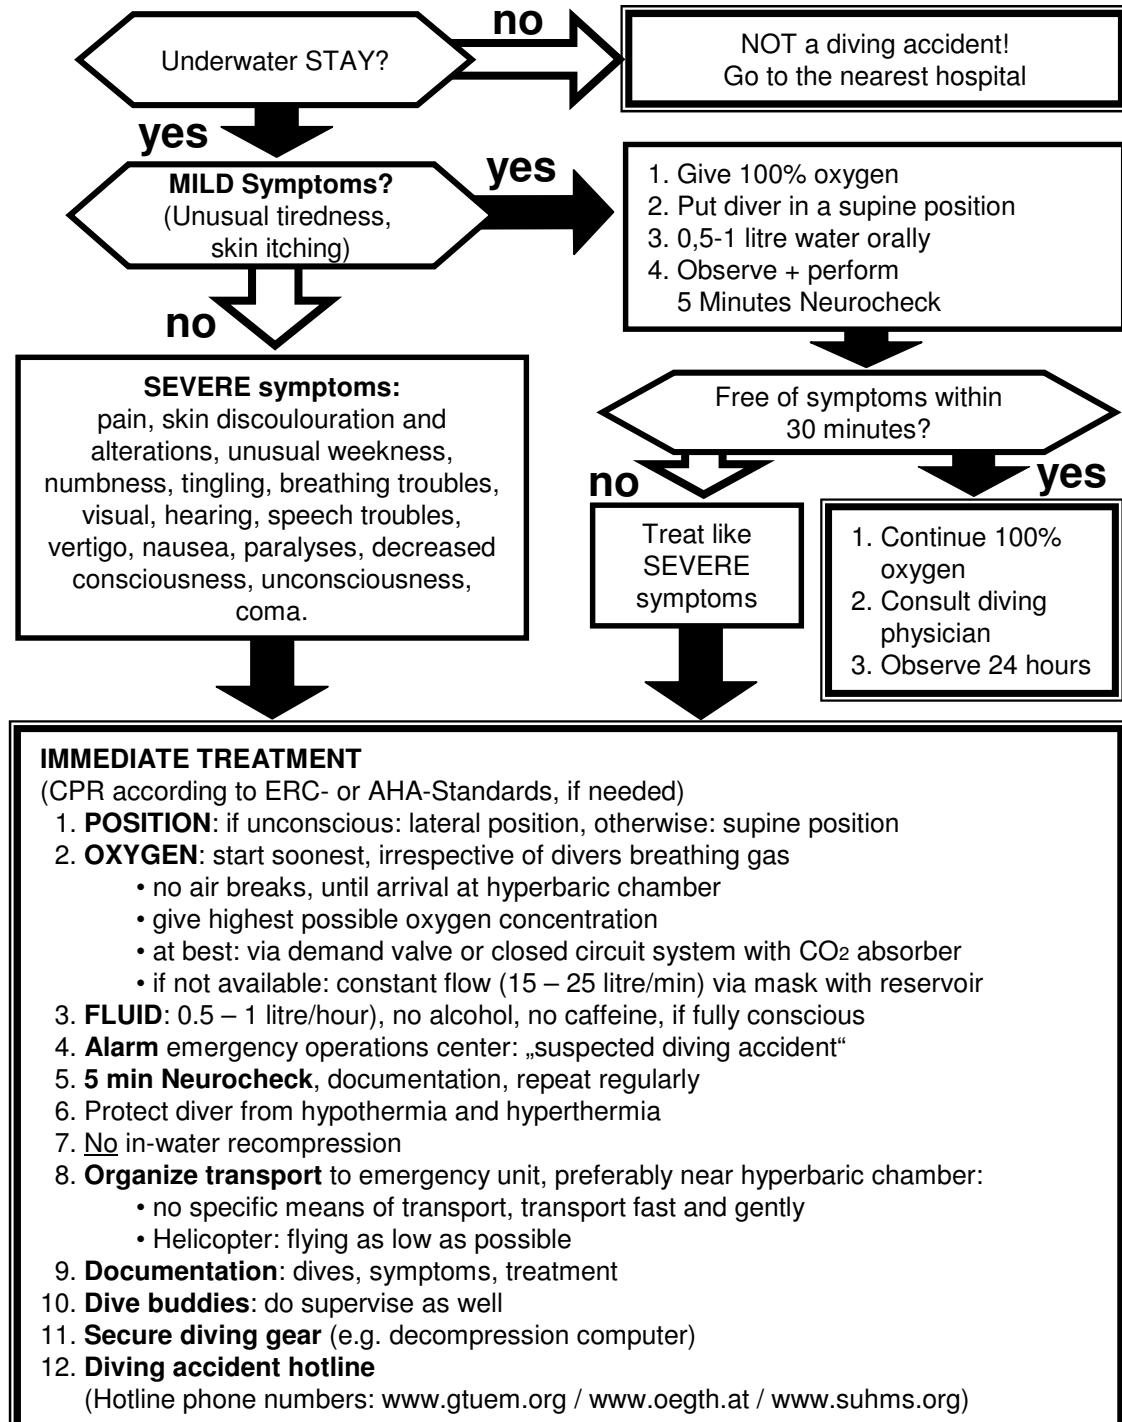 Underwater STAY?
no
NOT a diving accident!
Go to the nearest hospital
yes
MILD Symptoms?
(Unusual tiredness,
skin itching)
yes
1. Give 100% oxygen
2. Put diver in a supine position
3. 0,5-1 litre water orally
4. Observe + perform
5 Minutes Neurocheck
no
SEVERE symptoms:
pain, skin discoulouration and
alterations, unusual weekness,
numbness, tingling, breathing troubles,
visual, hearing, speech troubles,
vertigo, nausea, paralyses, decreased
consciousness, unconsciousness,
coma.
Free of symptoms within
30 minutes?
no
Treat like
SEVERE
symptoms
yes
1. Continue 100%
oxygen
2. Consult diving
physician
3. Observe 24 hours
IMMEDIATE TREATMENT
(CPR according to ERC- or AHA-Standards, if needed)
1. POSITION: if unconscious: lateral position, otherwise: supine position
2. OXYGEN: start soonest, irrespective of divers breathing gas
• no air breaks, until arrival at hyperbaric chamber
• give highest possible oxygen concentration
• at best: via demand valve or closed circuit system with CO2 absorber
• if not available: constant flow (15 – 25 litre/min) via mask with reservoir
3. FLUID: 0.5 – 1 litre/hour), no alcohol, no caffeine, if fully conscious
4. Alarm emergency operations center: „suspected diving accident“
5. 5 min Neurocheck, documentation, repeat regularly
6. Protect diver from hypothermia and hyperthermia
7. No in-water recompression
8. Organize transport to emergency unit, preferably near hyperbaric chamber:
• no specific means of transport, transport fast and gently
• Helicopter: flying as low as possible
9. Documentation: dives, symptoms, treatment
10. Dive buddies: do supervise as well
11. Secure diving gear (e.g. decompression computer)
12. Diving accident hotline
(Hotline phone numbers: www.gtuem.org / www.oegth.at / www.suhms.org)